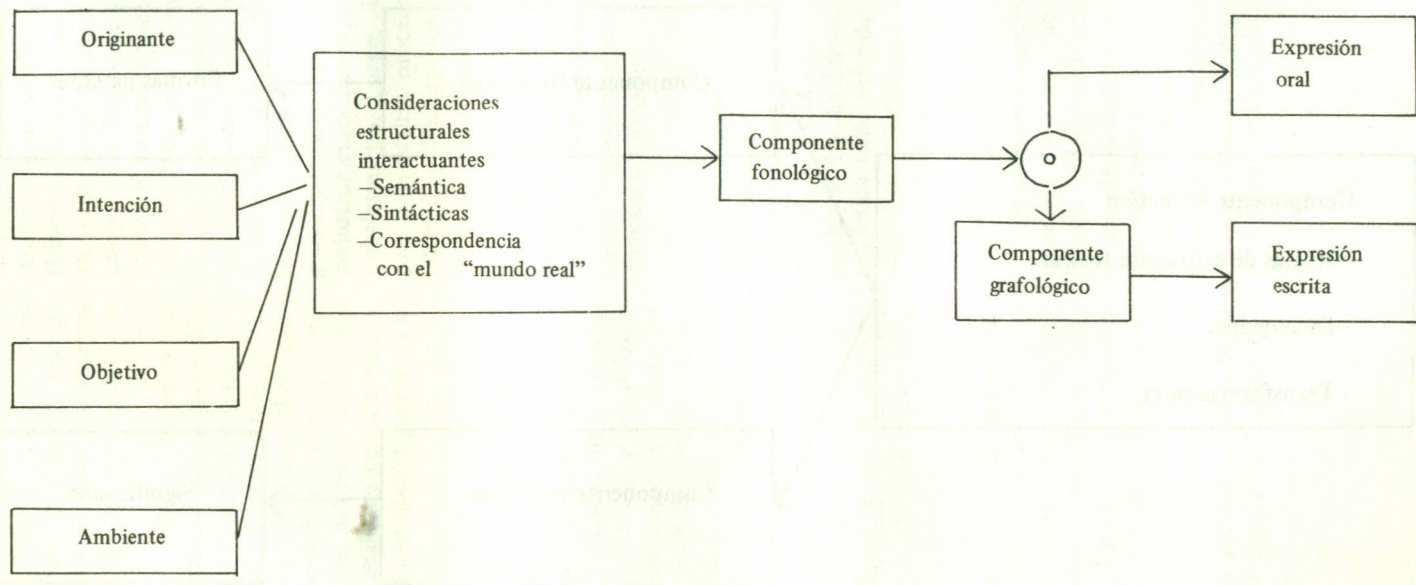 Originante
Intención
Objetivo
Ambiente
Consideraciones
estructurales
interactuantes
—Semántica
—Sintácticas
—Correspondencia
con el “mundo real”
Componente
fonológico
o
Componente
grafológico
Expresión
oral
Expresión
escrita